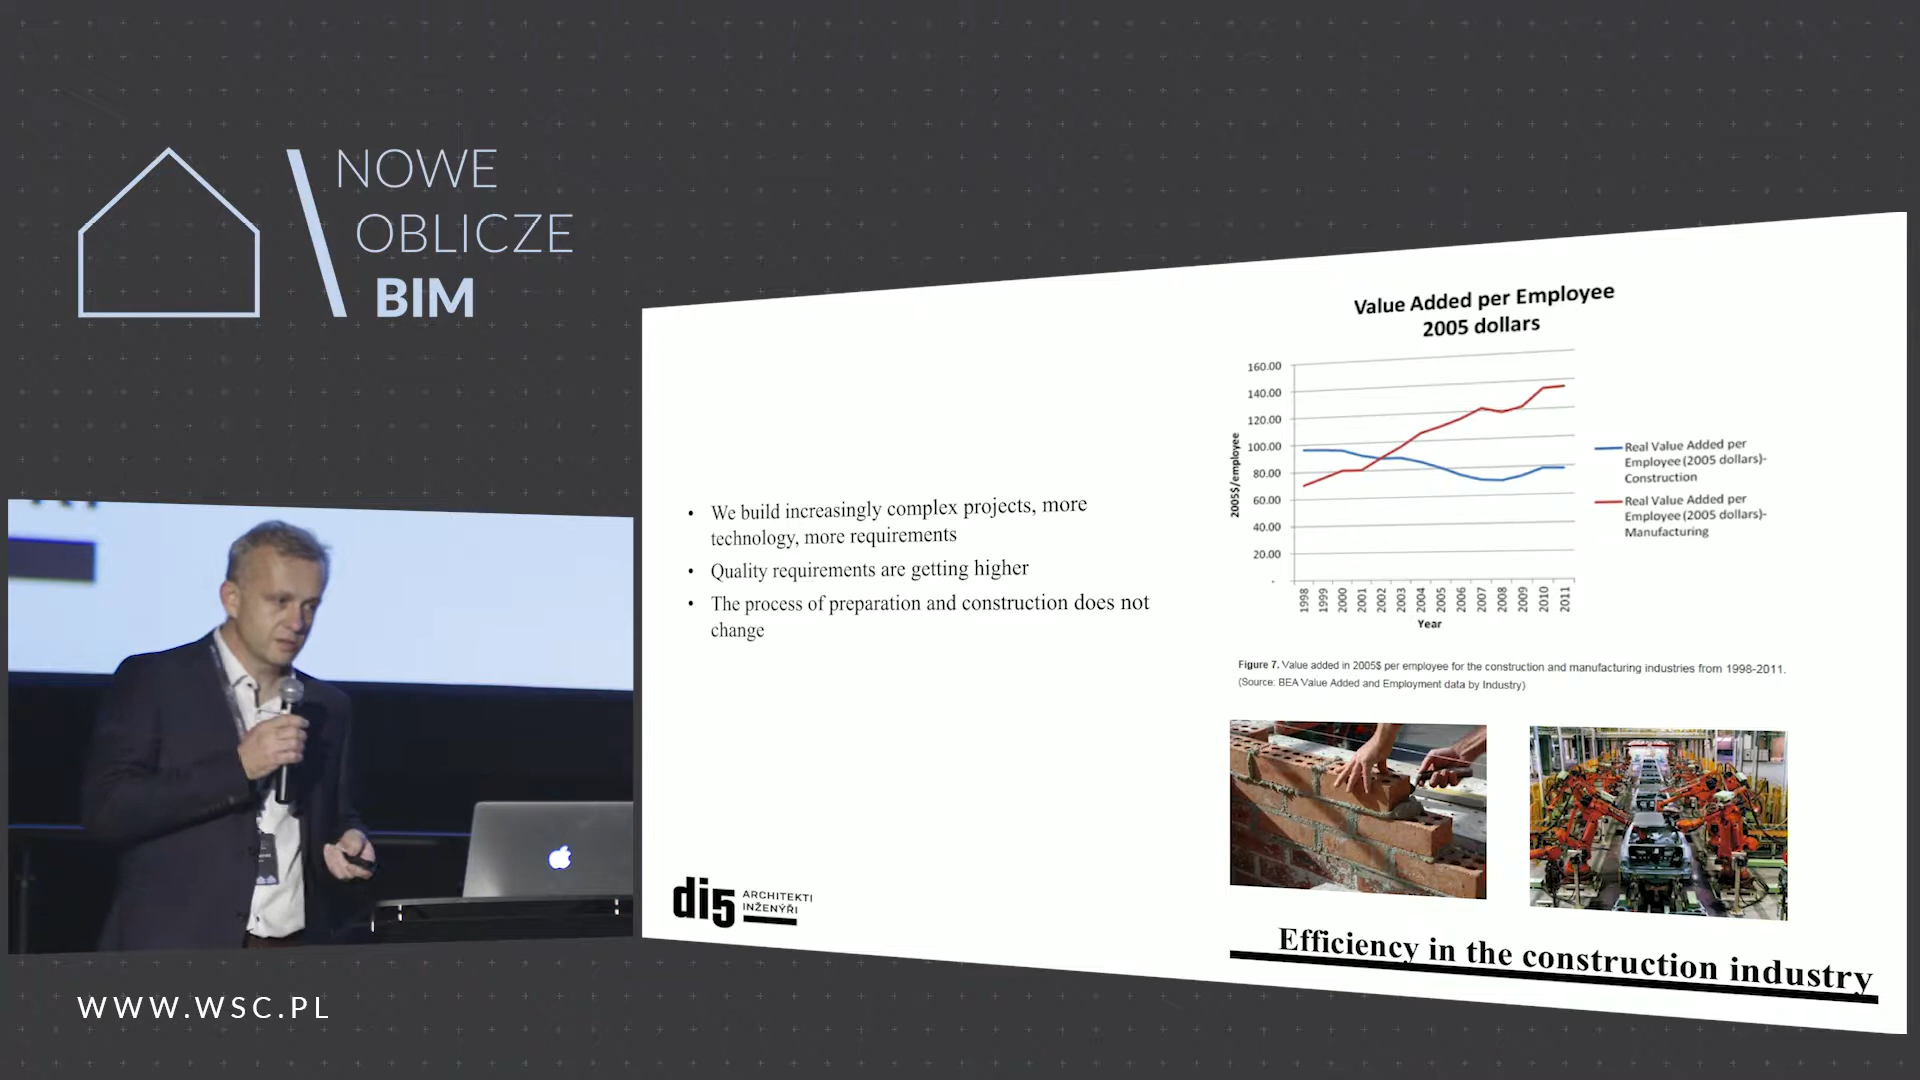 NOWE
OBLICZE
BIM
Value Added per Employee
2005 dollars
160.00
140.00
120.00
100.00
80.00
60.00
40.00
20.00
-
2005$/employee
1998
1999
2000
2001
2002
2003
2004
2005
2006
2007
2008
2009
2010
2011
Year
Real Value Added per
Employee (2005 dollars)-
Construction
Real Value Added per
Employee (2005 dollars)-
Manufacturing
Figure 7. Value added in 2005$ per employee for the construction and manufacturing industries from 1998-2011.
(Source: BEA Value Added and Employment data by Industry)
• We build increasingly complex projects, more
technology, more requirements
• Quality requirements are getting higher
• The process of preparation and construction does not
change
di5 ARCHITEKTI
INŽENÝŘI
Efficiency in the construction industry
WWW.WSC.PL